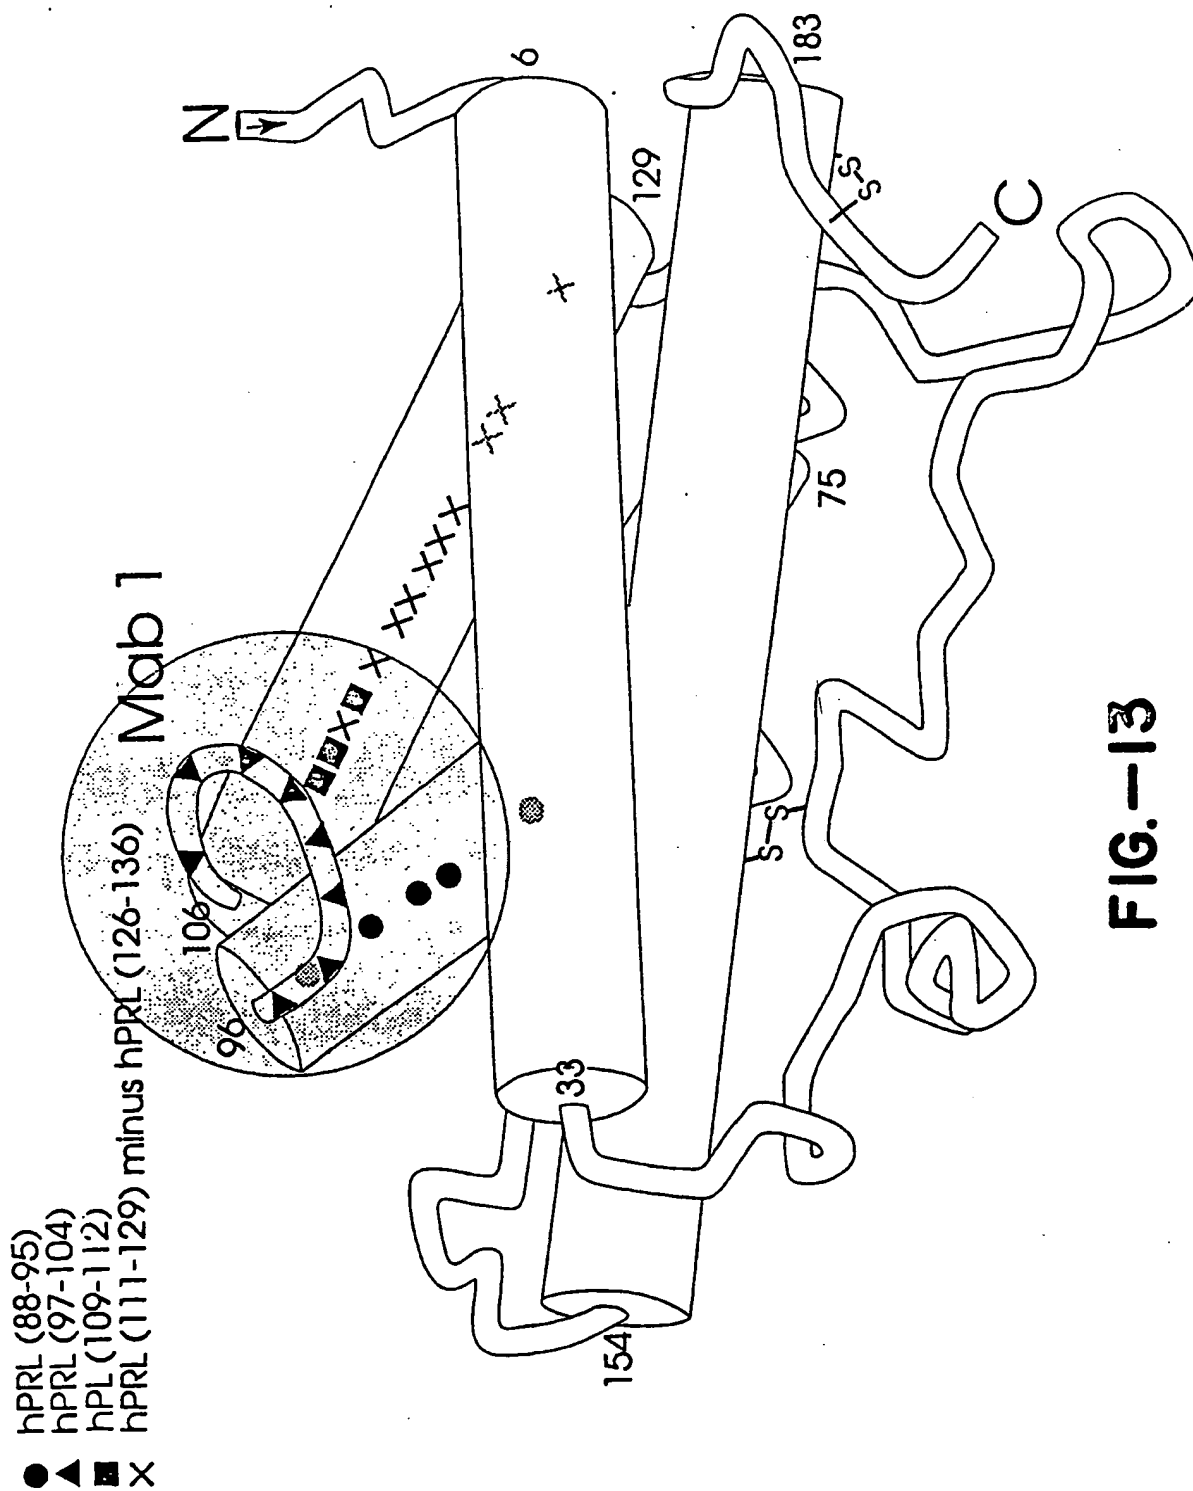 ● hPRL (88-95)
▲ hPRL (97-104)
■ hPL (109-112)
X hPRL (111-129) minus hPRL (126-136)
Mab 1
N
6
106
96
129
183
33
S-S
C
154
75
S-S
FIG.—13